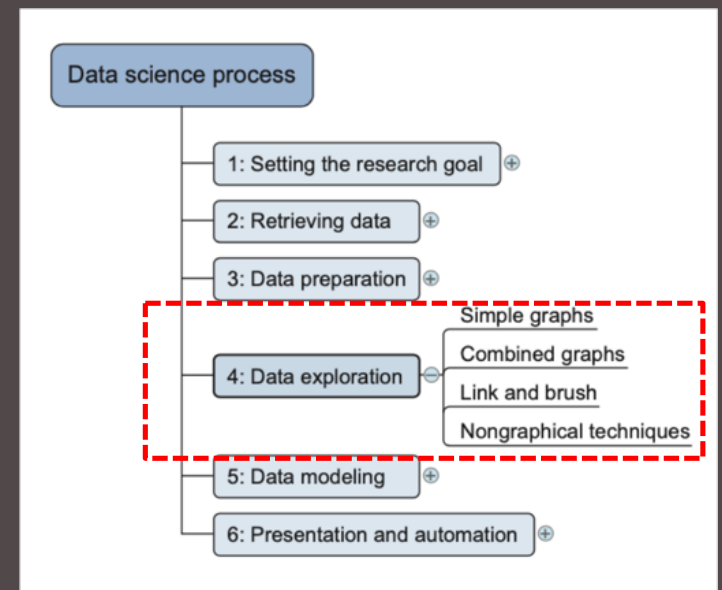 Data science process
1: Setting the research goal
2: Retrieving data
3: Data preparation
Simple graphs
4: Data exploration
Combined graphs
Link and brush
Nongraphical techniques
5: Data modeling
6: Presentation and automation